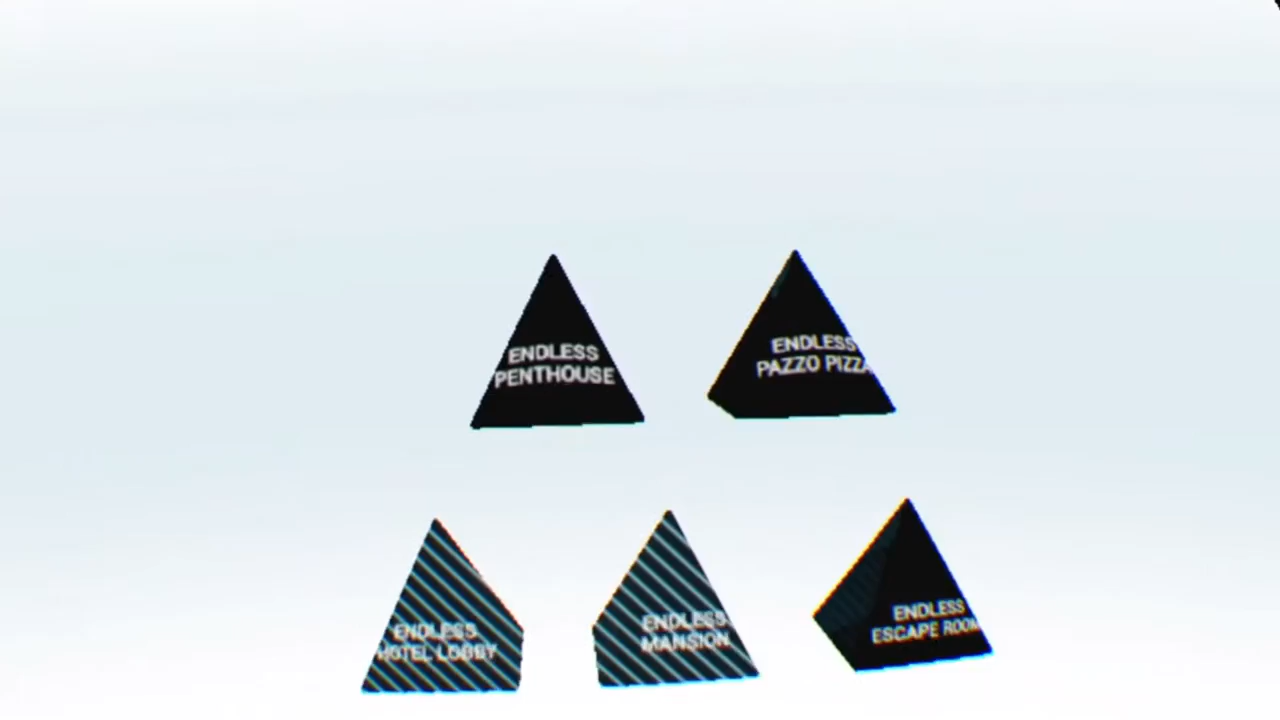 ENDLESS
PENTHOUSE
ENDLESS
PAZZO PIZZA
ENDLESS
HOTEL LOBBY
ENDLESS
MANSION
ENDLESS
ESCAPE ROOM